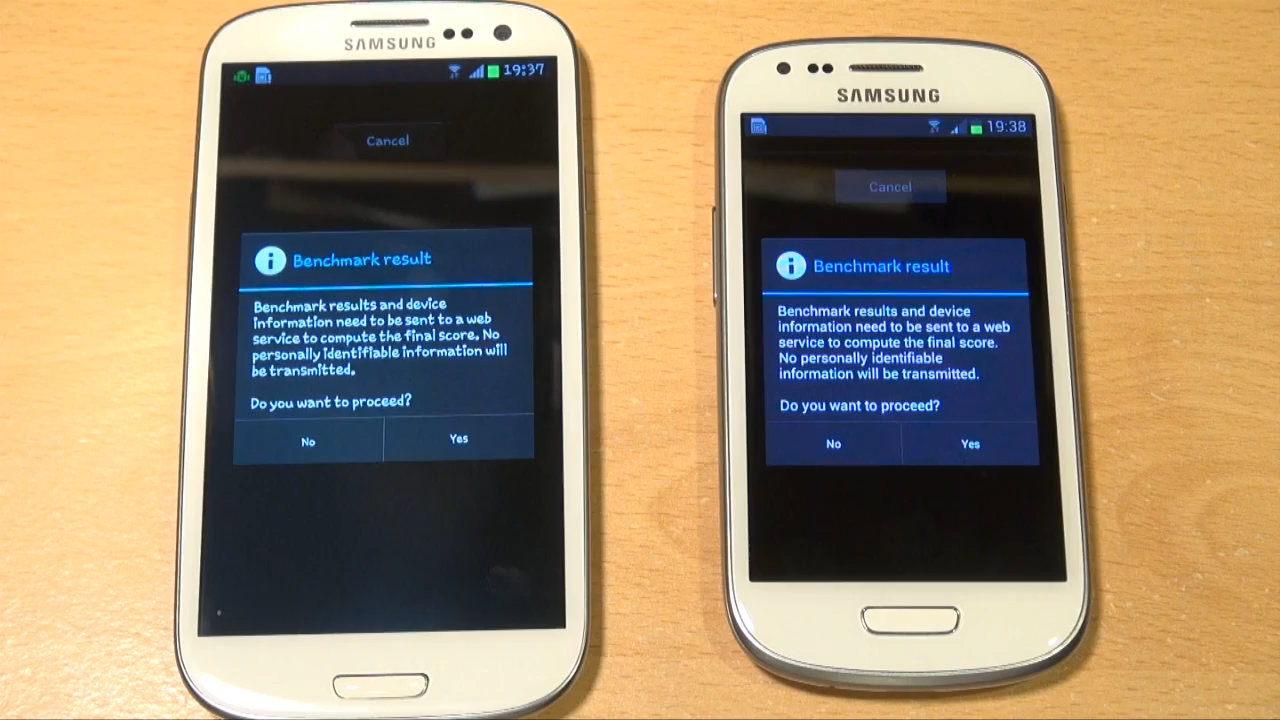 SAMSUNG
19:37
Cancel
Benchmark result
Benchmark results and device
information need to be sent to a web
service to compute the final score. No
personally identifiable information will
be transmitted.
Do you want to proceed?
No
Yes
SAMSUNG
19:38
Cancel
Benchmark result
Benchmark results and device
information need to be sent to a web
service to compute the final score.
No personally identifiable
information will be transmitted.
Do you want to proceed?
No
Yes